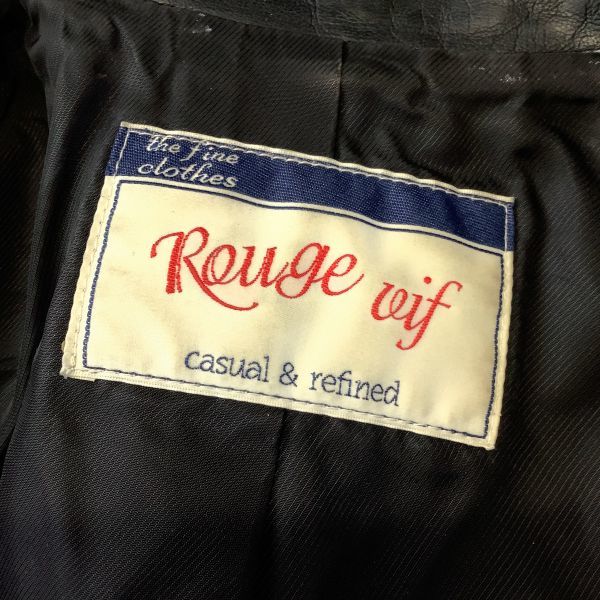 the fine
clothes
Rouge vif
casual & refined